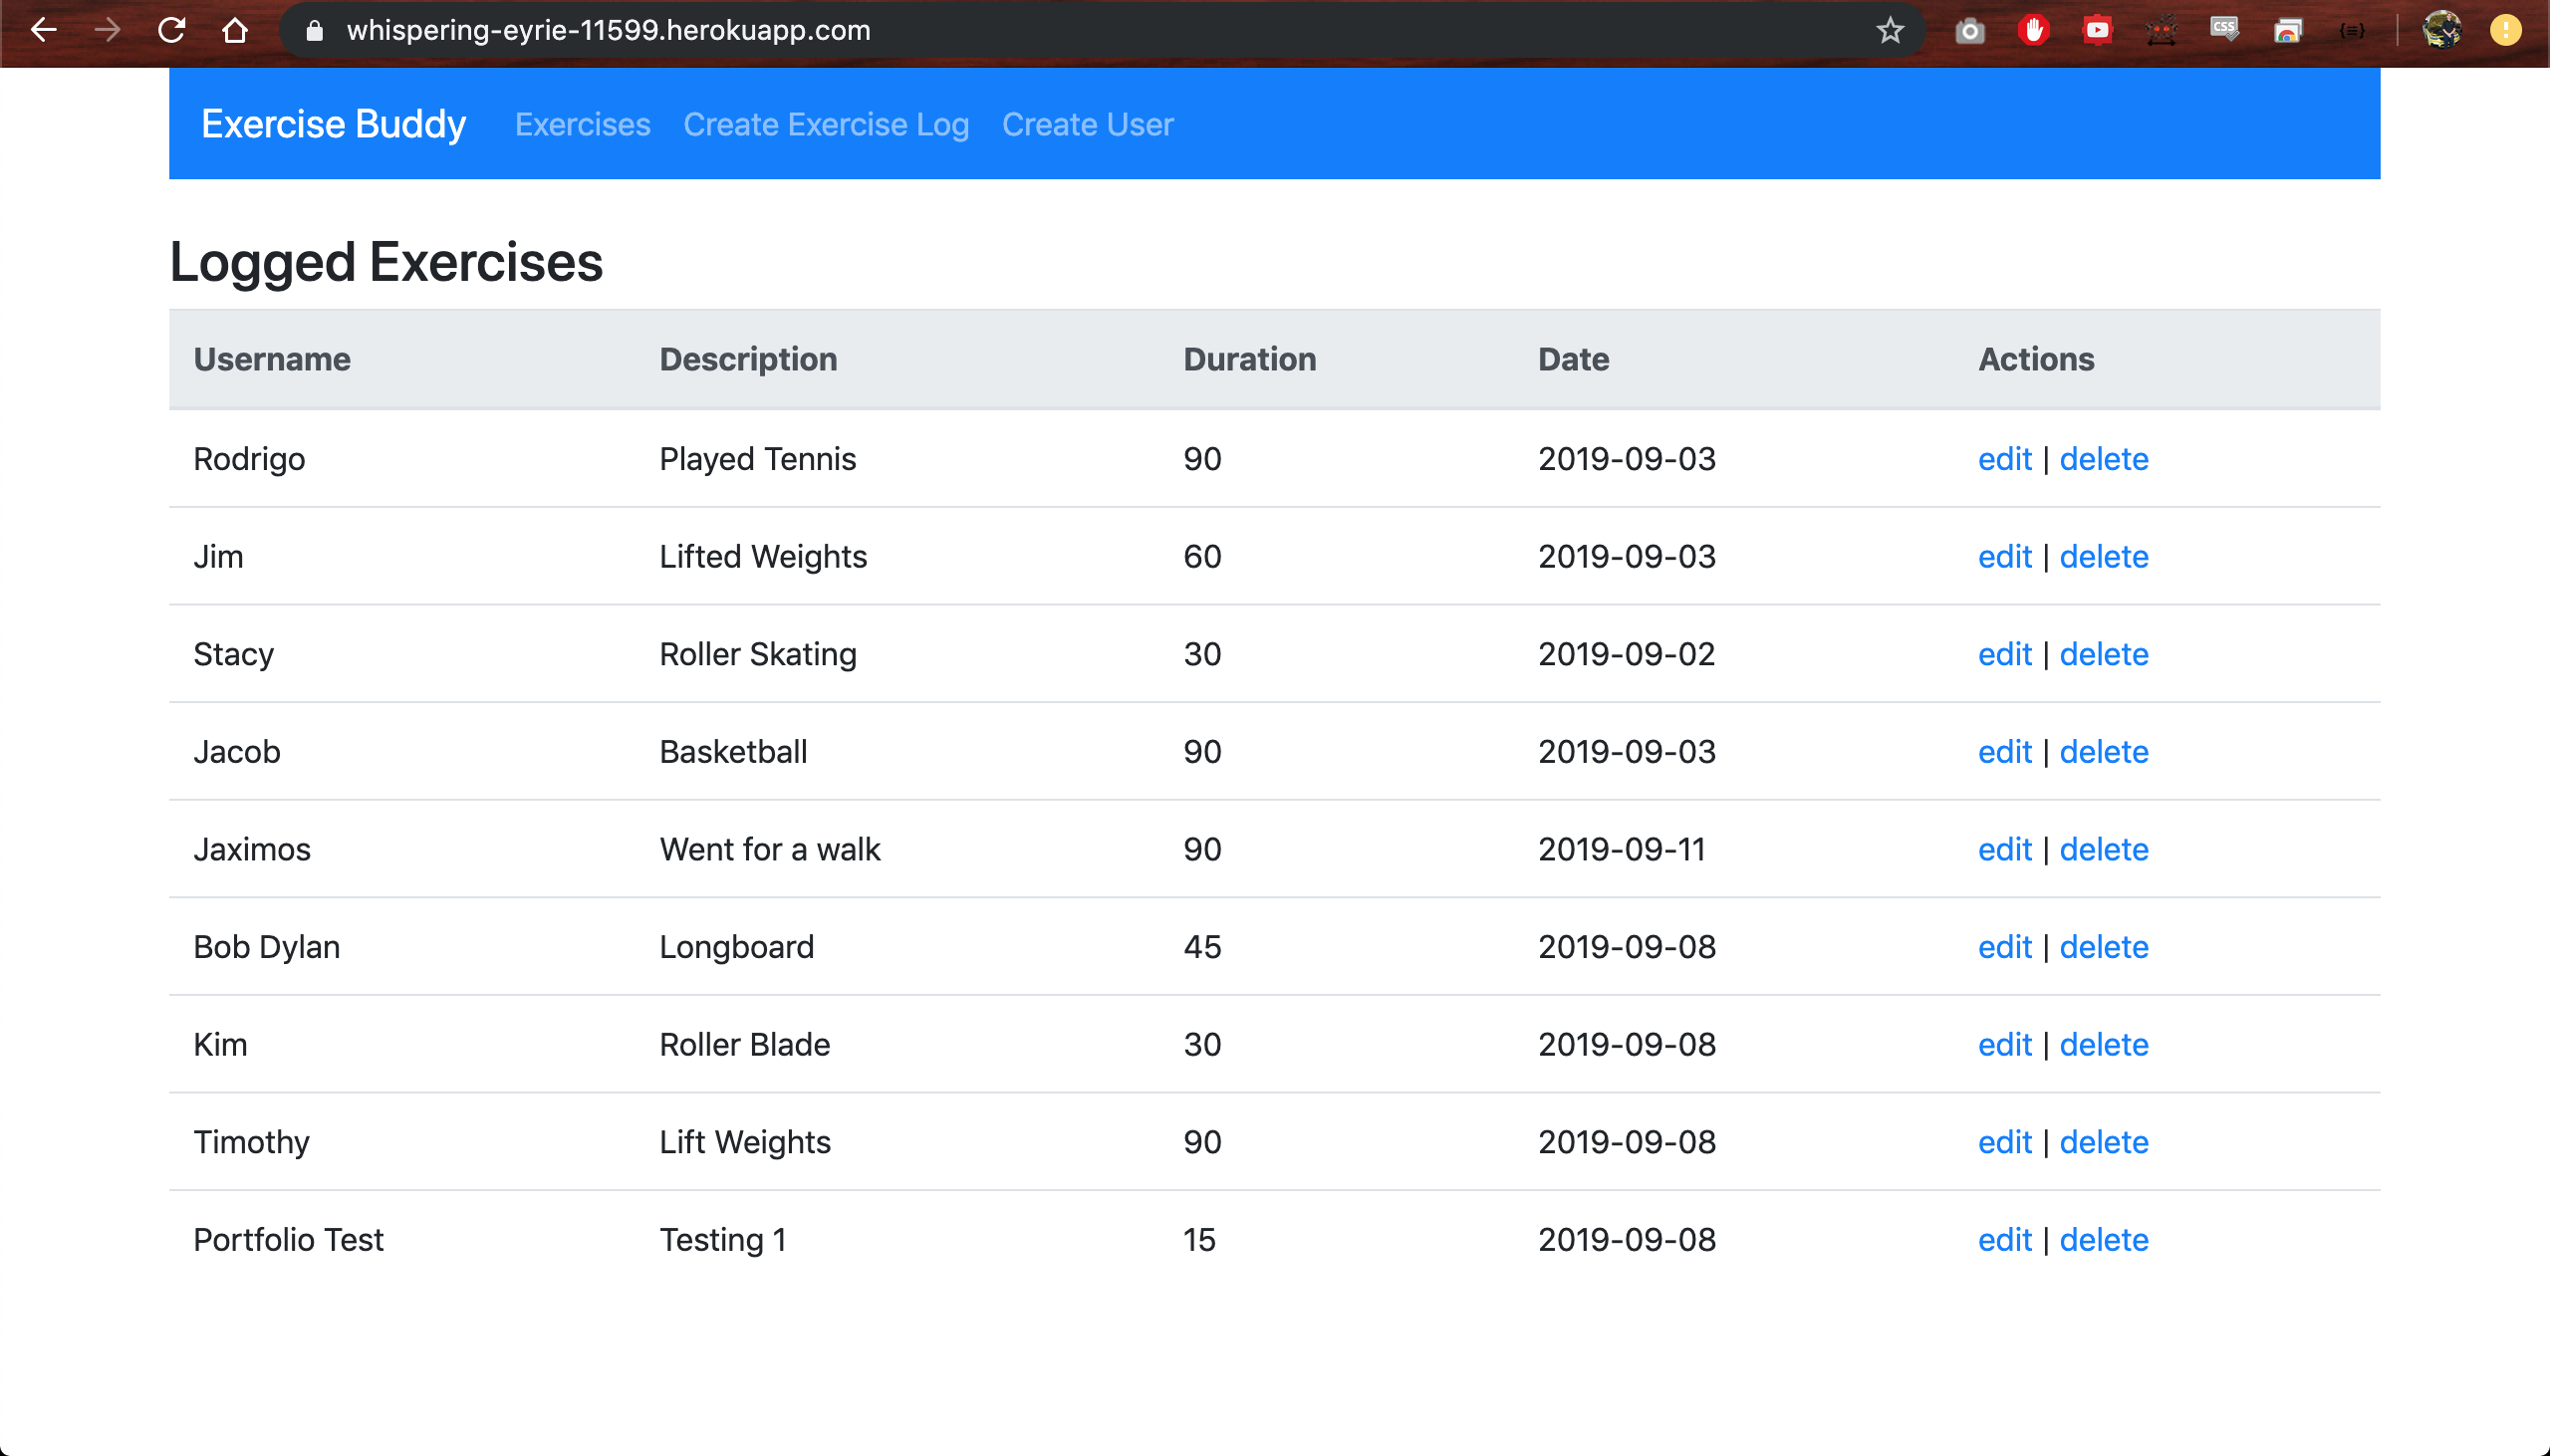 whispering-eyrie-11599.herokuapp.com
CSS
Exercise Buddy Exercises Create Exercise Log Create User
Logged Exercises
Username Description Duration Date Actions
Rodrigo Played Tennis 90 2019-09-03 edit | delete
Jim Lifted Weights 60 2019-09-03 edit | delete
Stacy Roller Skating 30 2019-09-02 edit | delete
Jacob Basketball 90 2019-09-03 edit | delete
Jaximos Went for a walk 90 2019-09-11 edit | delete
Bob Dylan Longboard 45 2019-09-08 edit | delete
Kim Roller Blade 30 2019-09-08 edit | delete
Timothy Lift Weights 90 2019-09-08 edit | delete
Portfolio Test Testing 1 15 2019-09-08 edit | delete